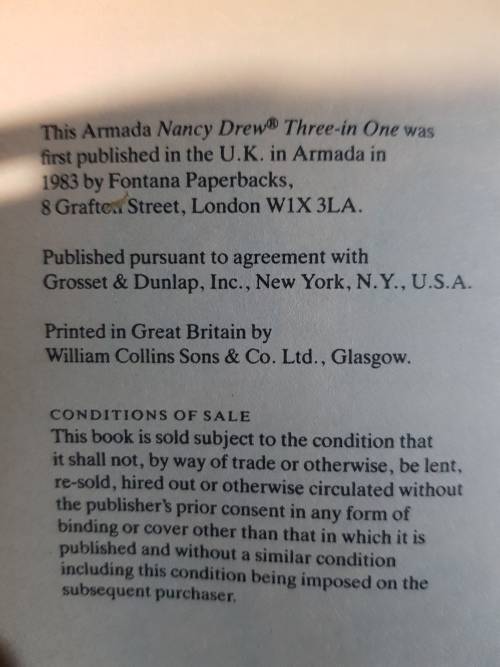 This Armada Nancy Drew® Three-in One was
first published in the U.K. in Armada in
1983 by Fontana Paperbacks,
8 Grafton Street, London W1X 3LA.
Published pursuant to agreement with
Grosset & Dunlap, Inc., New York, N.Y., U.S.A.
Printed in Great Britain by
William Collins Sons & Co. Ltd., Glasgow.
CONDITIONS OF SALE
This book is sold subject to the condition that
it shall not, by way of trade or otherwise, be lent,
re-sold, hired out or otherwise circulated without
the publisher's prior consent in any form of
binding or cover other than that in which it is
published and without a similar condition
including this condition being imposed on the
subsequent purchaser.